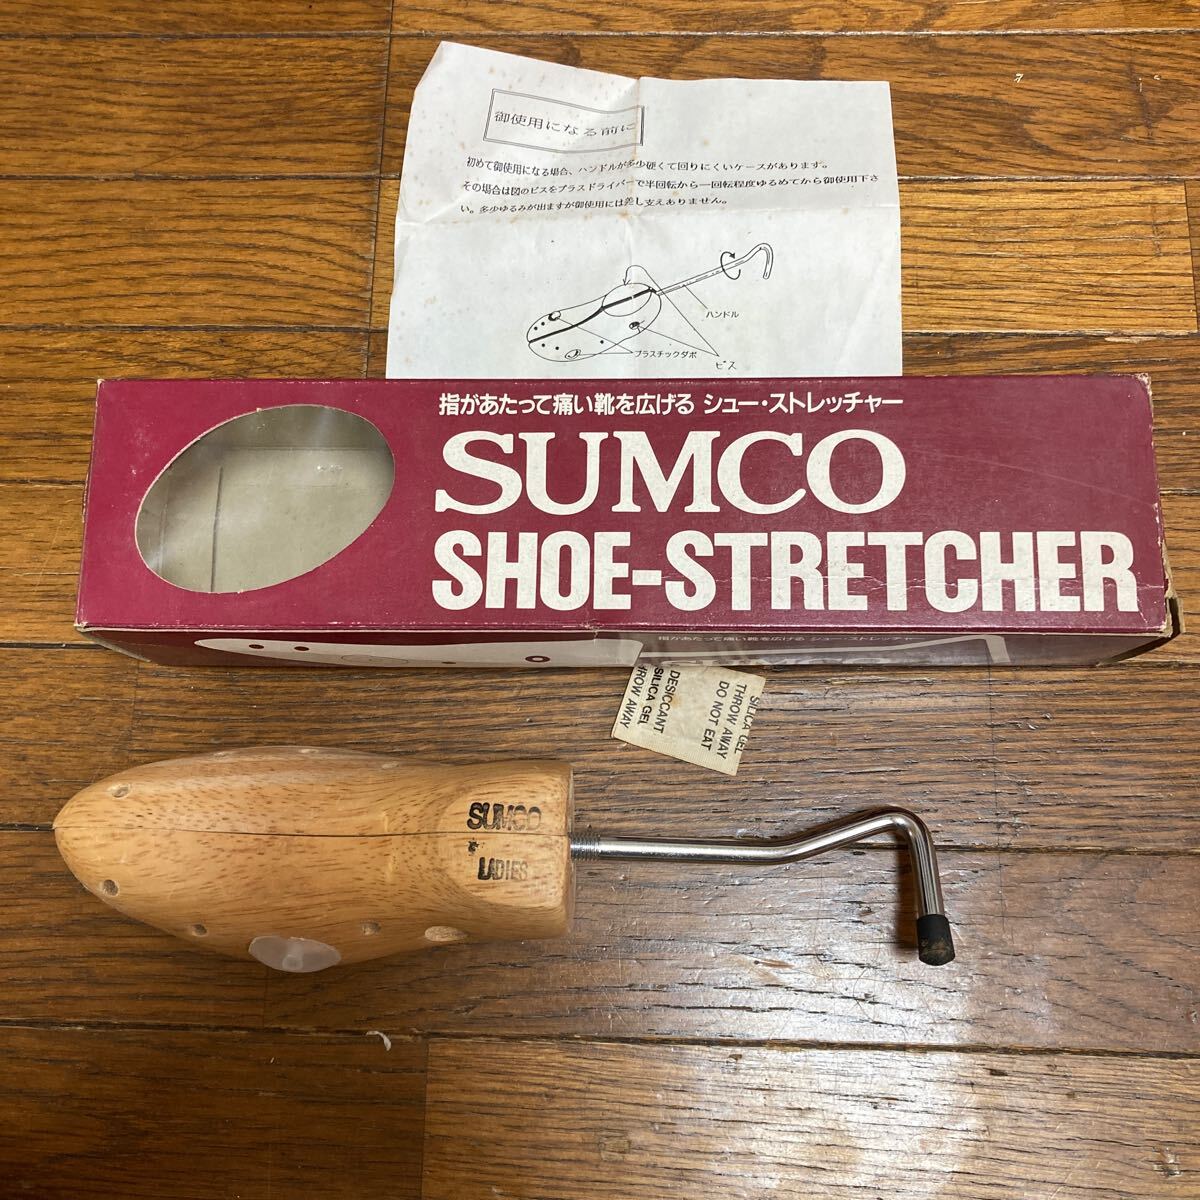 御使用になる前に
初めて御使用になる場合、ハンドルが多少硬くて回りにくいケースがあります。
その場合は図のビスをプラスドライバーで半回転から一回転程度ゆるめてから御使用下さ
い。多少ゆるみが出ますが御使用には差し支えありません。
ハンドル
プラスチックダボ
ビス
指があたって痛い靴を広げる シュー・ストレッチャー
SUMCO
SHOE-STRETCHER
指があたって痛い靴を広げる シュー・ストレッチャー
SILICA GEL
THROW AWAY
DO NOT EAT
DESICCANT
SILICA GEL
THROW AWAY
SUMCO
LADIES